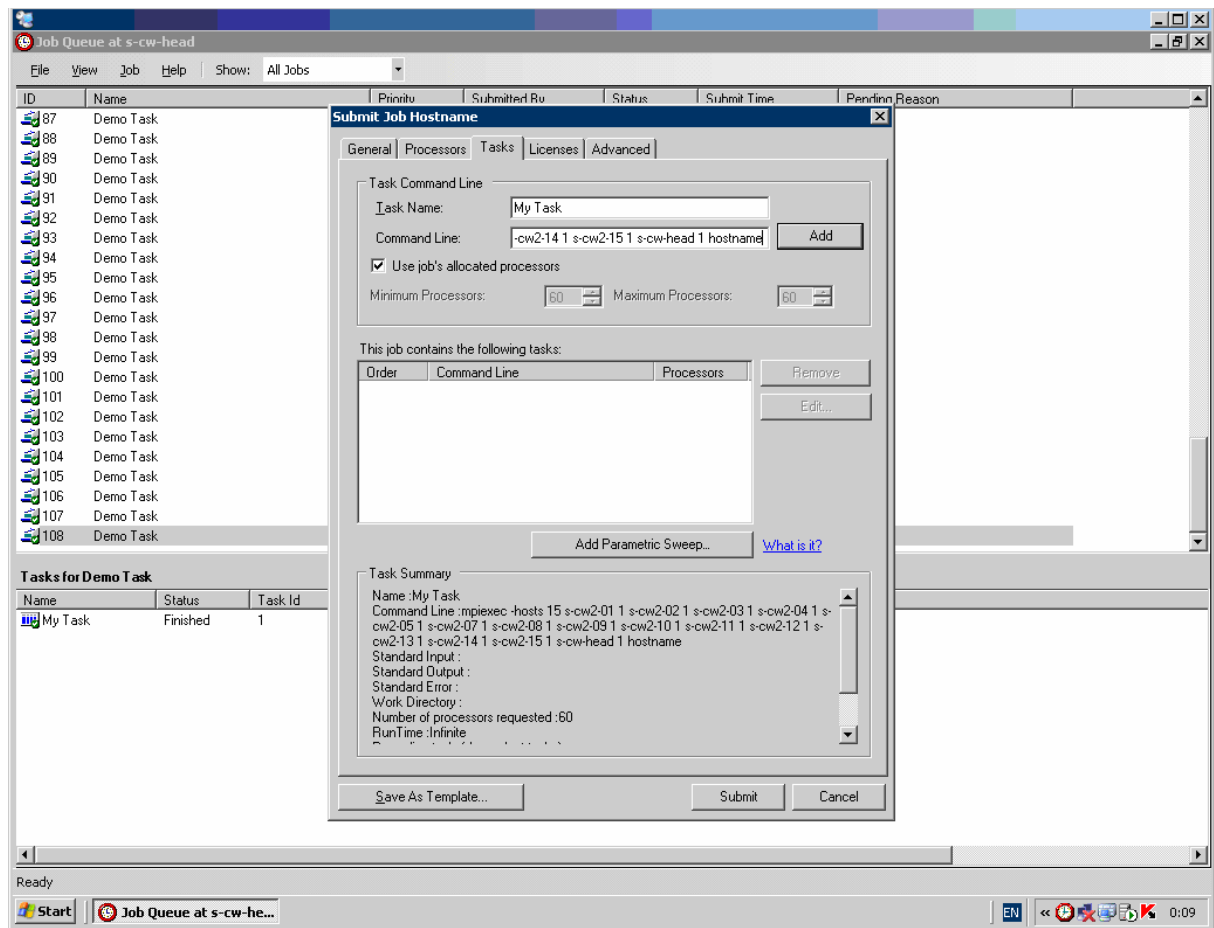 Job Queue at s-cw-head
File View Job Help Show: All Jobs
ID Name Priority Submitted By Status Submit Time Pending Reason
87 Demo Task
88 Demo Task
89 Demo Task
90 Demo Task
91 Demo Task
92 Demo Task
93 Demo Task
94 Demo Task
95 Demo Task
96 Demo Task
97 Demo Task
98 Demo Task
99 Demo Task
100 Demo Task
101 Demo Task
102 Demo Task
103 Demo Task
104 Demo Task
105 Demo Task
106 Demo Task
107 Demo Task
108 Demo Task
Tasks for Demo Task
Name Status Task Id
My Task Finished 1
Submit Job Hostname
General Processors Tasks Licenses Advanced
Task Command Line
Task Name: My Task
Command Line: -cw2-14 1 s-cw2-15 1 s-cw-head 1 hostname Add
Use job's allocated processors
Minimum Processors: 60 Maximum Processors: 60
This job contains the following tasks:
Order Command Line Processors
Remove
Edit...
Add Parametric Sweep... What is it?
Task Summary
Name :My Task
Command Line :mpiexec -hosts 15 s-cw2-01 1 s-cw2-02 1 s-cw2-03 1 s-cw2-04 1 s-
cw2-05 1 s-cw2-07 1 s-cw2-08 1 s-cw2-09 1 s-cw2-10 1 s-cw2-11 1 s-cw2-12 1 s-
cw2-13 1 s-cw2-14 1 s-cw2-15 1 s-cw-head 1 hostname
Standard Input :
Standard Output :
Standard Error :
Work Directory :
Number of processors requested :60
RunTime :Infinite
Save As Template... Submit Cancel
Ready
Start Job Queue at s-cw-he... EN « 0:09